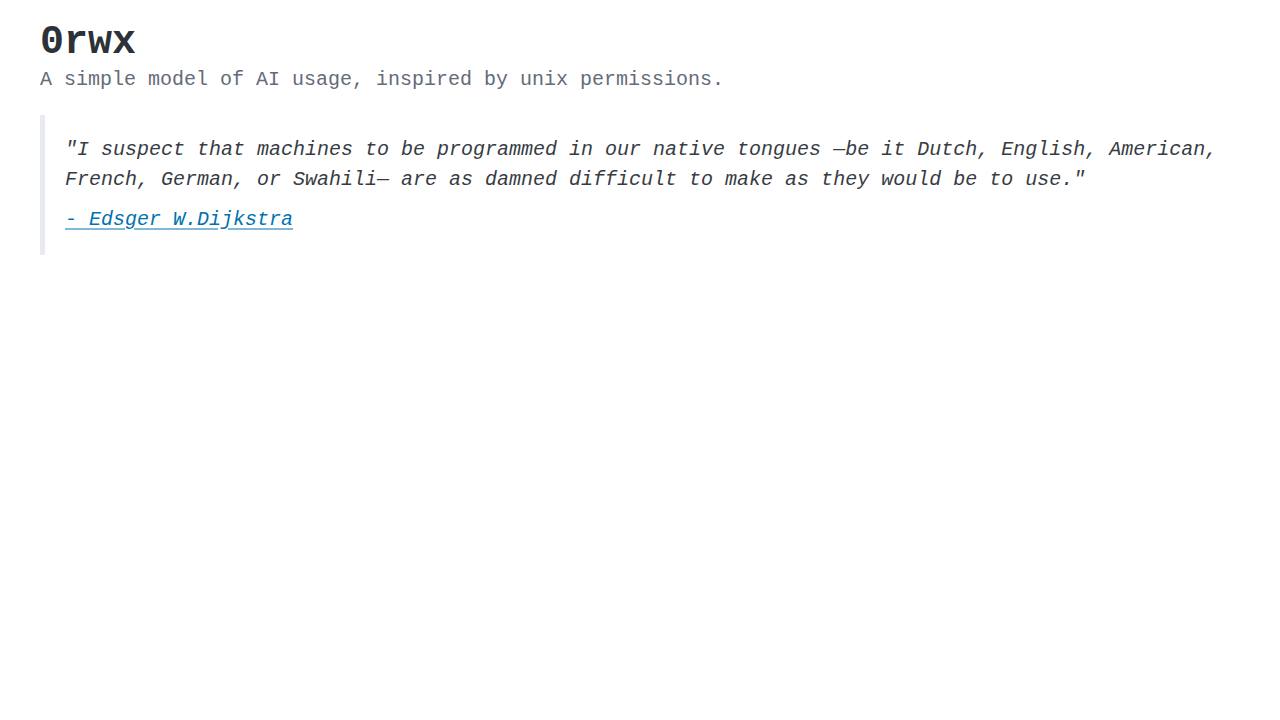 0rwx
A simple model of AI usage, inspired by unix permissions.
"I suspect that machines to be programmed in our native tongues —be it Dutch, English, American,
French, German, or Swahili— are as damned difficult to make as they would be to use."
- Edsger W.Dijkstra